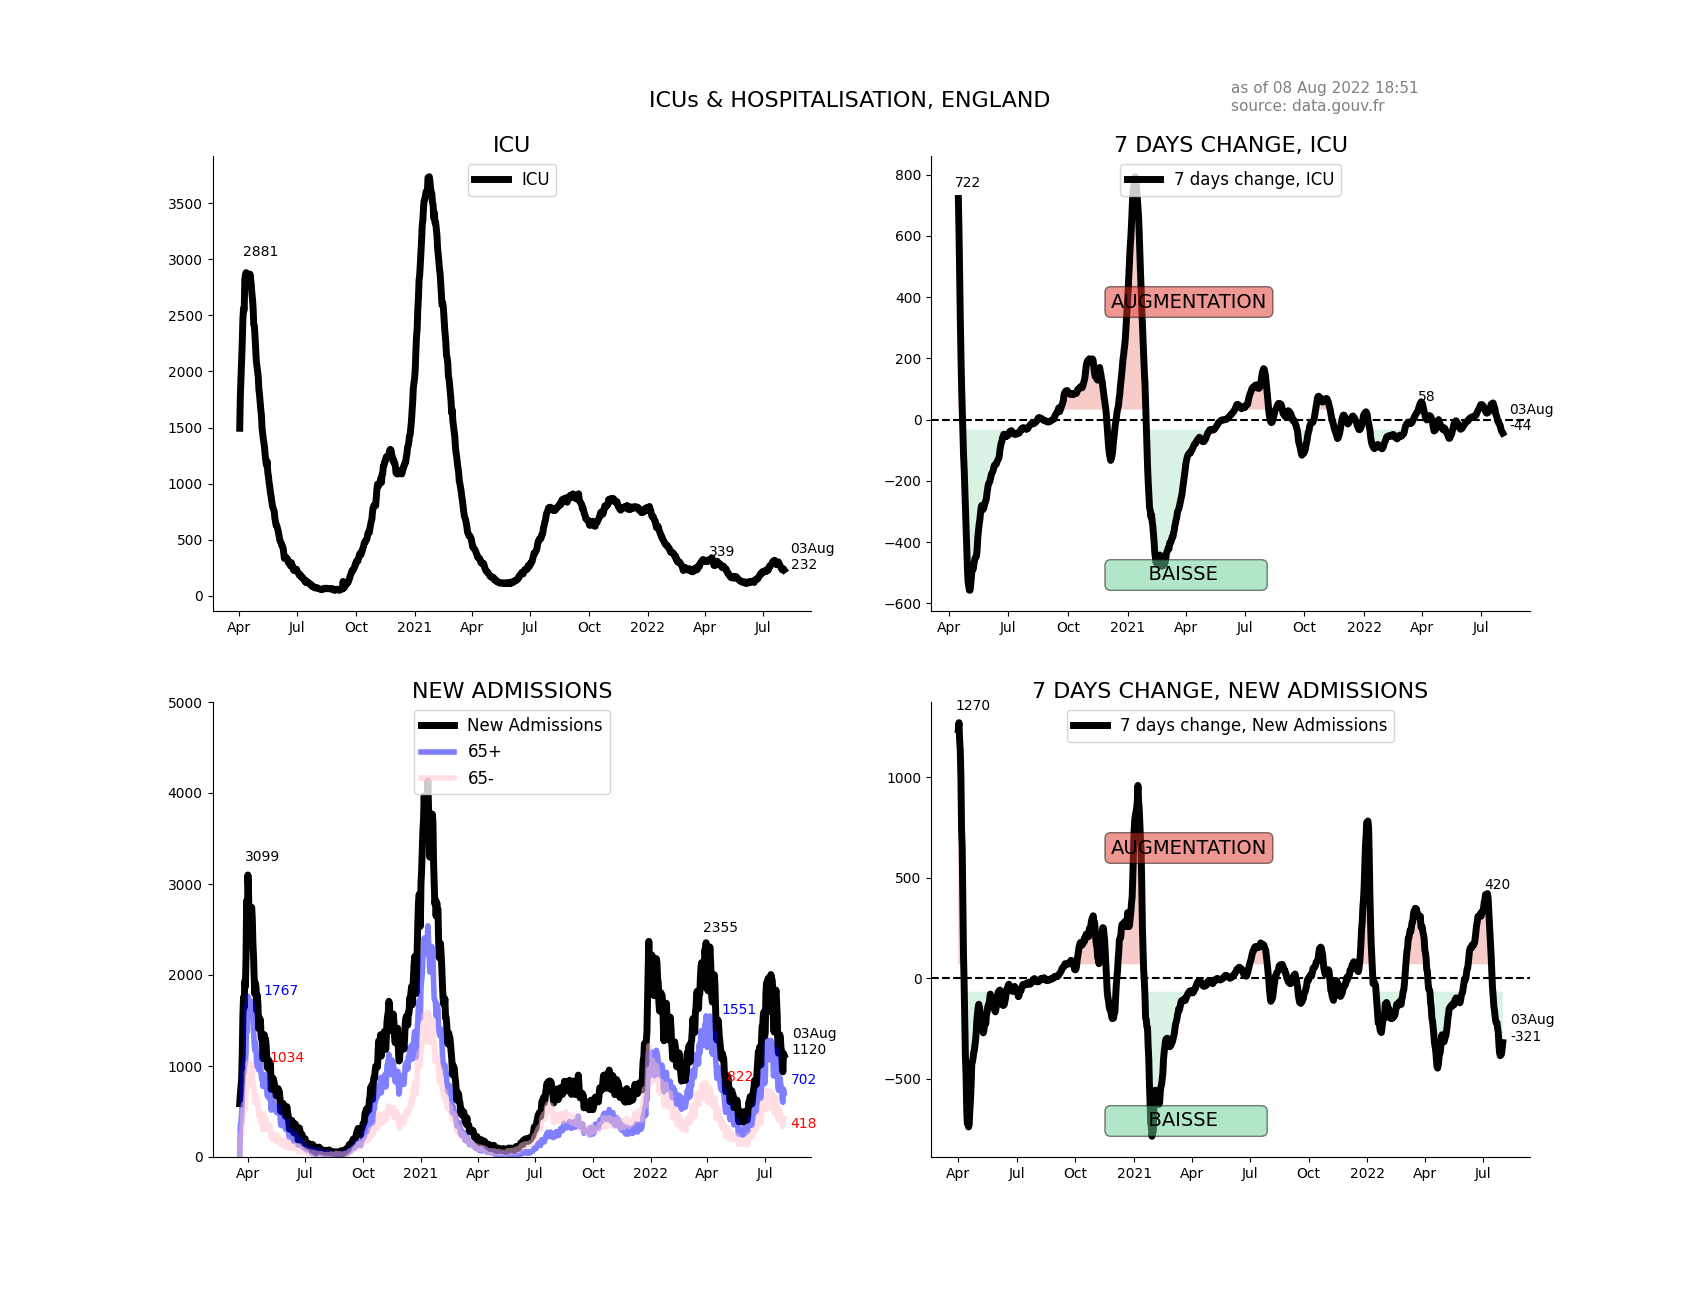 ICUs & HOSPITALISATION, ENGLAND
as of 08 Aug 2022 18:51
source: data.gouv.fr
ICU
ICU
3500
3000
2500
2000
1500
1000
500
0
2881
339
03Aug
232
Apr Jul Oct 2021 Apr Jul Oct 2022 Apr Jul
7 DAYS CHANGE, ICU
7 days change, ICU
800
600
400
200
0
−200
−400
−600
722
AUGMENTATION
58
03Aug
-44
BAISSE
Apr Jul Oct 2021 Apr Jul Oct 2022 Apr Jul
NEW ADMISSIONS
New Admissions
65+
65-
5000
4000
3000
2000
1000
0
3099
2355
1767
1551
1034
822
03Aug
1120
702
418
Apr Jul Oct 2021 Apr Jul Oct 2022 Apr Jul
7 DAYS CHANGE, NEW ADMISSIONS
7 days change, New Admissions
1000
500
0
−500
1270
AUGMENTATION
420
03Aug
-321
BAISSE
Apr Jul Oct 2021 Apr Jul Oct 2022 Apr Jul